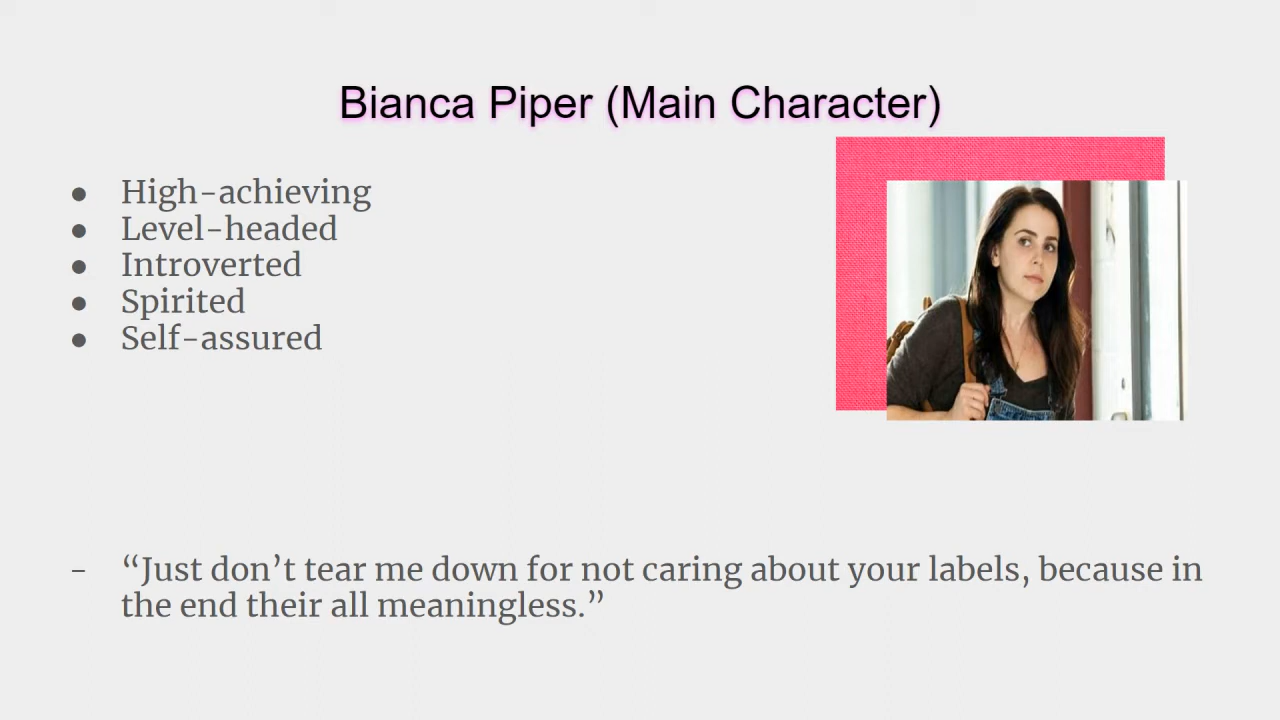 Bianca Piper (Main Character)
● High-achieving
● Level-headed
● Introverted
● Spirited
● Self-assured
- “Just don’t tear me down for not caring about your labels, because in
the end their all meaningless.”